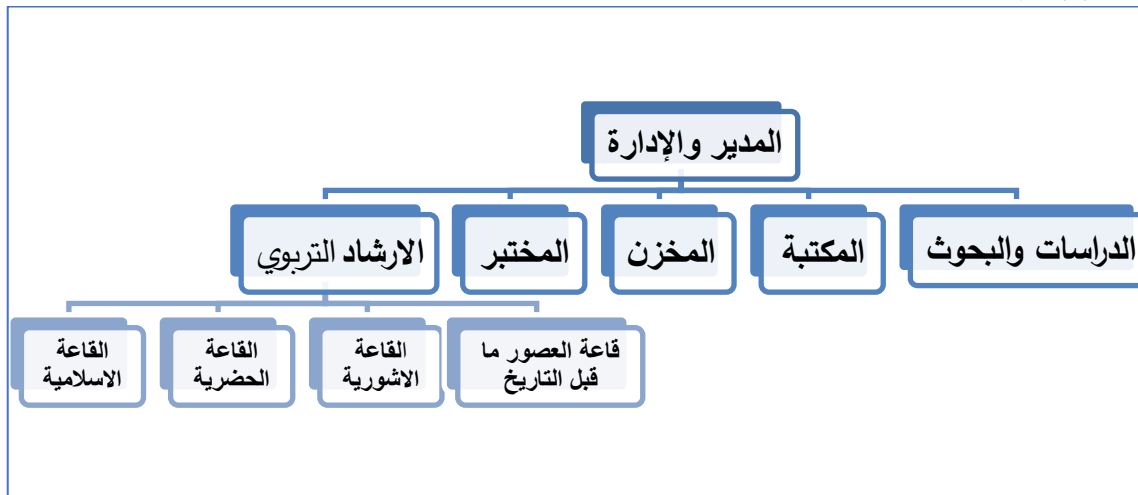 المدير والإدارة
الدراسات والبحوث
المكتبة
المخزن
المختبر
الارشاد التربوي
قاعة العصور ما
قبل التاريخ
القاعة
الاشورية
القاعة
الحضرية
القاعة
الاسلامية